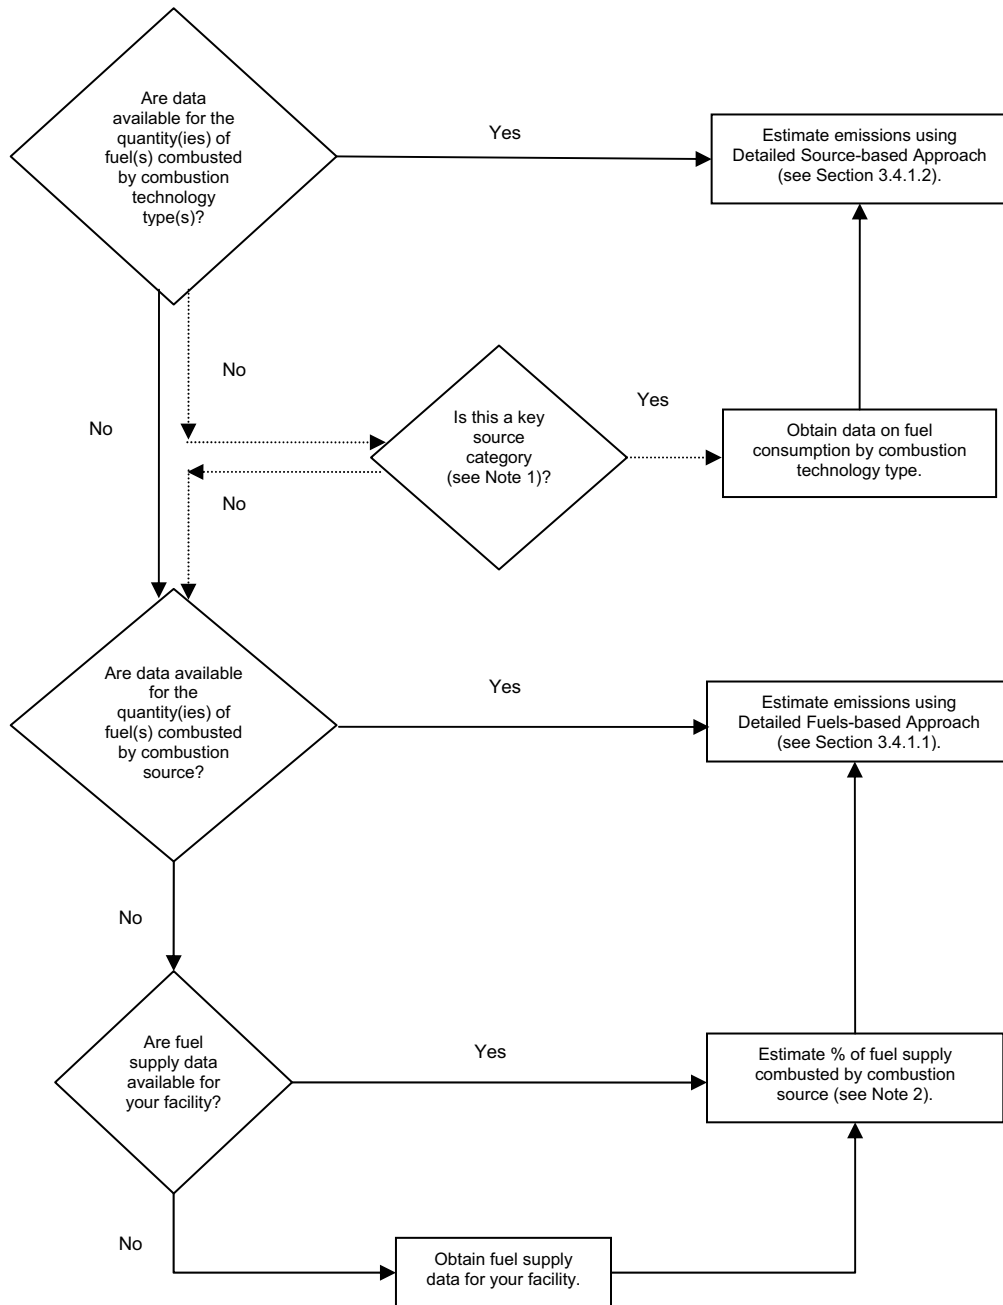 Are data
available for the
quantity(ies) of
fuel(s) combusted
by combustion
technology
type(s)?
Yes
Estimate emissions using
Detailed Source-based Approach
(see Section 3.4.1.2).
No
No
Is this a key
source
category
(see Note 1)?
Yes
Obtain data on fuel
consumption by combustion
technology type.
No
Are data available
for the
quantity(ies) of
fuel(s) combusted
by combustion
source?
Yes
Estimate emissions using
Detailed Fuels-based Approach
(see Section 3.4.1.1).
No
Are fuel
supply data
available for
your facility?
Yes
Estimate % of fuel supply
combusted by combustion
source (see Note 2).
No
Obtain fuel supply
data for your facility.